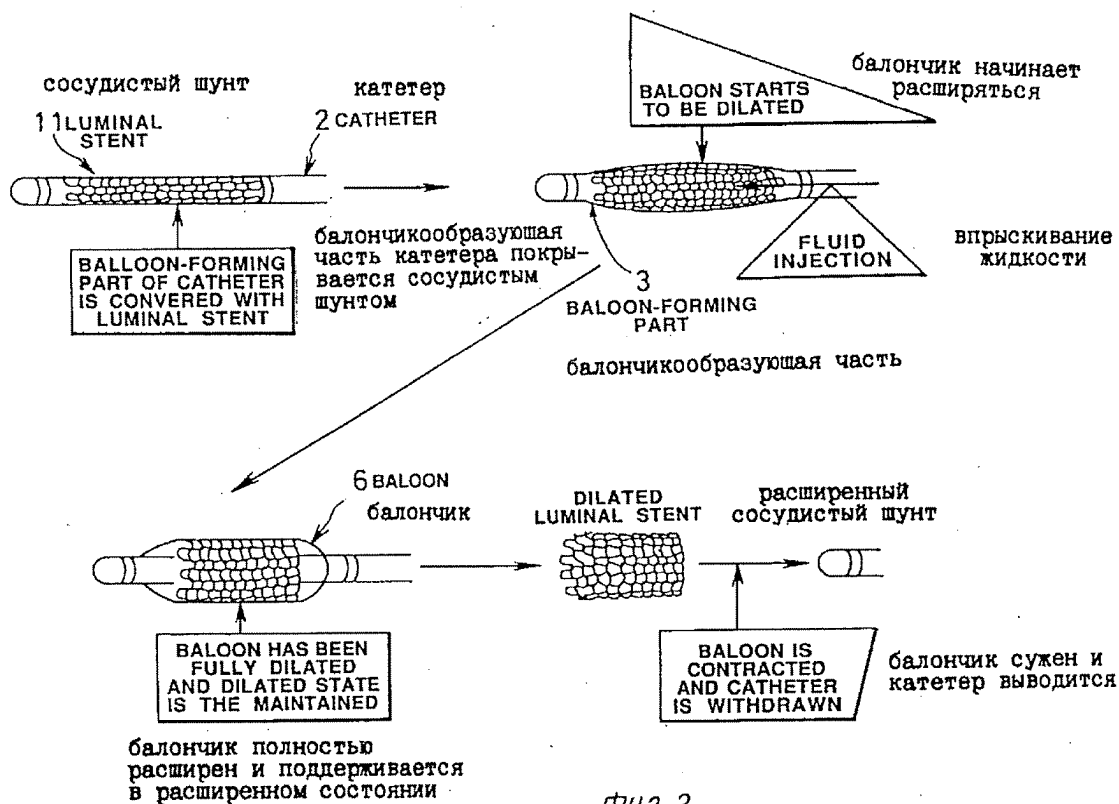 сосудистый шунт
11 LUMINAL
STENT
катетер
2 CATHETER
BALLOON-FORMING
PART OF CATHETER
IS CONVERED WITH
LUMINAL STENT
балончикообразующая
часть катетера покры-
вается сосудистым
шунтом
BALOON STARTS
TO BE DILATED
балончик начинает
расширяться
FLUID
INJECTION
впрыскивание
жидкости
3
BALOON-FORMING
PART
балончикообразующая часть
6 BALOON
балончик
BALOON HAS BEEN
FULLY DILATED
AND DILATED STATE
IS THE MAINTAINED
балончик полностью
расширен и поддерживается
в расширенном состоянии
DILATED
LUMINAL STENT
расширенный
сосудистый шунт
BALOON IS
CONTRACTED
AND CATHETER
IS WITHDRAWN
балончик сужен и
катетер выводится
Фиг. 2